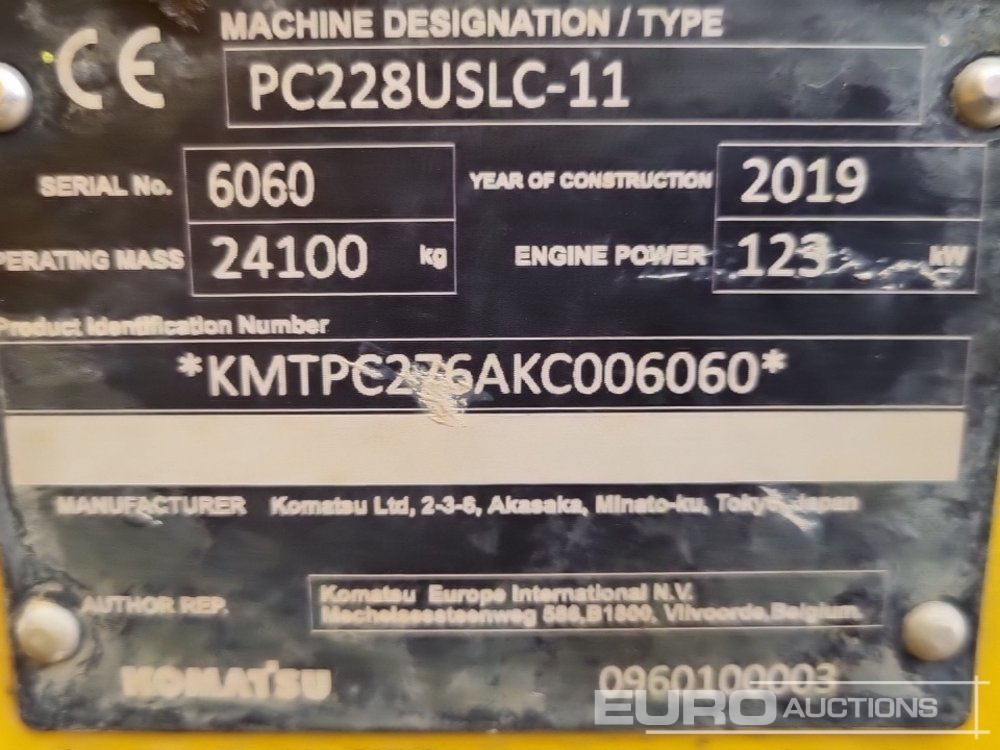 CE
MACHINE DESIGNATION / TYPE
PC228USLC-11
SERIAL No. 6060 YEAR OF CONSTRUCTION 2019
PERATING MASS 24100 kg ENGINE POWER 123 kW
Product Identification Number
*KMTPC276AKC006060*
MANUFACTURER Komatsu Ltd, 2-3-6, Akasaka, Minato-ku, Tokyo, Japan
AUTHOR REP. Komatsu Europe International N.V.
Mechelsesteenweg 586,B1800, Vilvoorde,Belgium.
KOMATSU 0960100003
EURO AUCTIONS